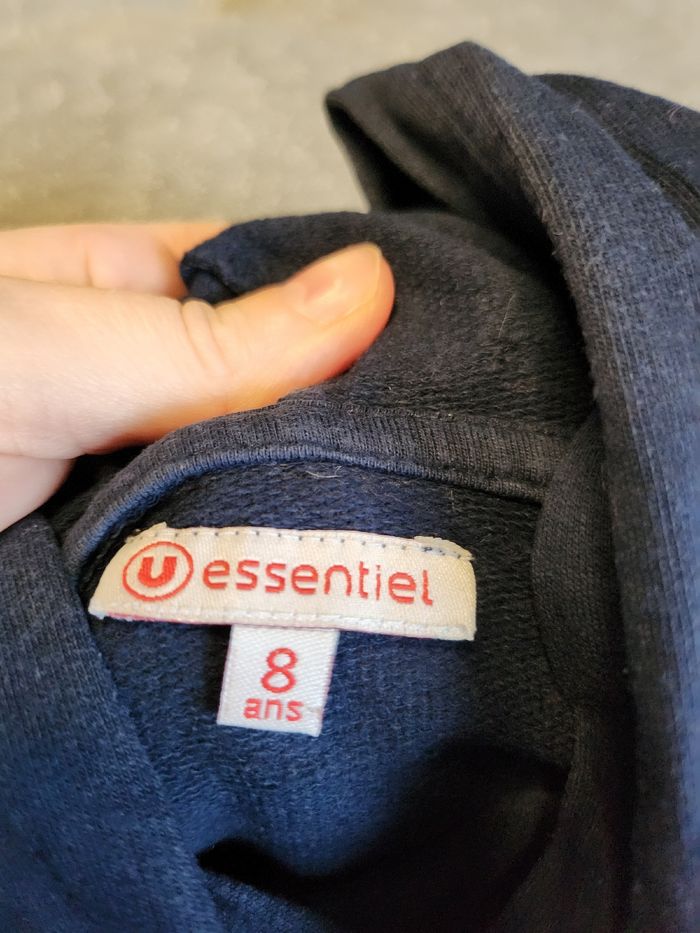 U essentiel
8
ans